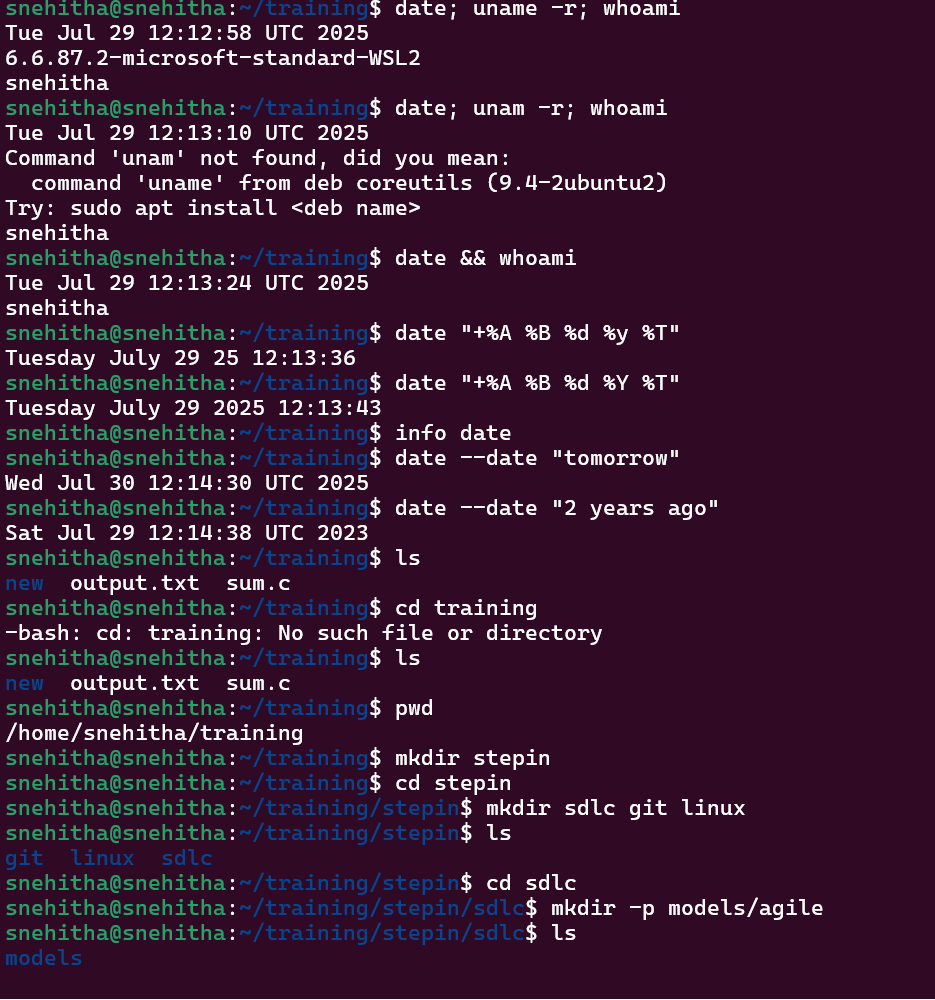 snehitha@snehitha:~/training$ date; uname -r; whoami
Tue Jul 29 12:12:58 UTC 2025
6.6.87.2-microsoft-standard-WSL2
snehitha
snehitha@snehitha:~/training$ date; unam -r; whoami
Tue Jul 29 12:13:10 UTC 2025
Command 'unam' not found, did you mean:
  command 'uname' from deb coreutils (9.4-2ubuntu2)
Try: sudo apt install <deb name>
snehitha
snehitha@snehitha:~/training$ date && whoami
Tue Jul 29 12:13:24 UTC 2025
snehitha
snehitha@snehitha:~/training$ date "+%A %B %d %y %T"
Tuesday July 29 25 12:13:36
snehitha@snehitha:~/training$ date "+%A %B %d %Y %T"
Tuesday July 29 2025 12:13:43
snehitha@snehitha:~/training$ info date
snehitha@snehitha:~/training$ date --date "tomorrow"
Wed Jul 30 12:14:30 UTC 2025
snehitha@snehitha:~/training$ date --date "2 years ago"
Sat Jul 29 12:14:38 UTC 2023
snehitha@snehitha:~/training$ ls
new  output.txt  sum.c
snehitha@snehitha:~/training$ cd training
-bash: cd: training: No such file or directory
snehitha@snehitha:~/training$ ls
new  output.txt  sum.c
snehitha@snehitha:~/training$ pwd
/home/snehitha/training
snehitha@snehitha:~/training$ mkdir stepin
snehitha@snehitha:~/training$ cd stepin
snehitha@snehitha:~/training/stepin$ mkdir sdlc git linux
snehitha@snehitha:~/training/stepin$ ls
git  linux  sdlc
snehitha@snehitha:~/training/stepin$ cd sdlc
snehitha@snehitha:~/training/stepin/sdlc$ mkdir -p models/agile
snehitha@snehitha:~/training/stepin/sdlc$ ls
models